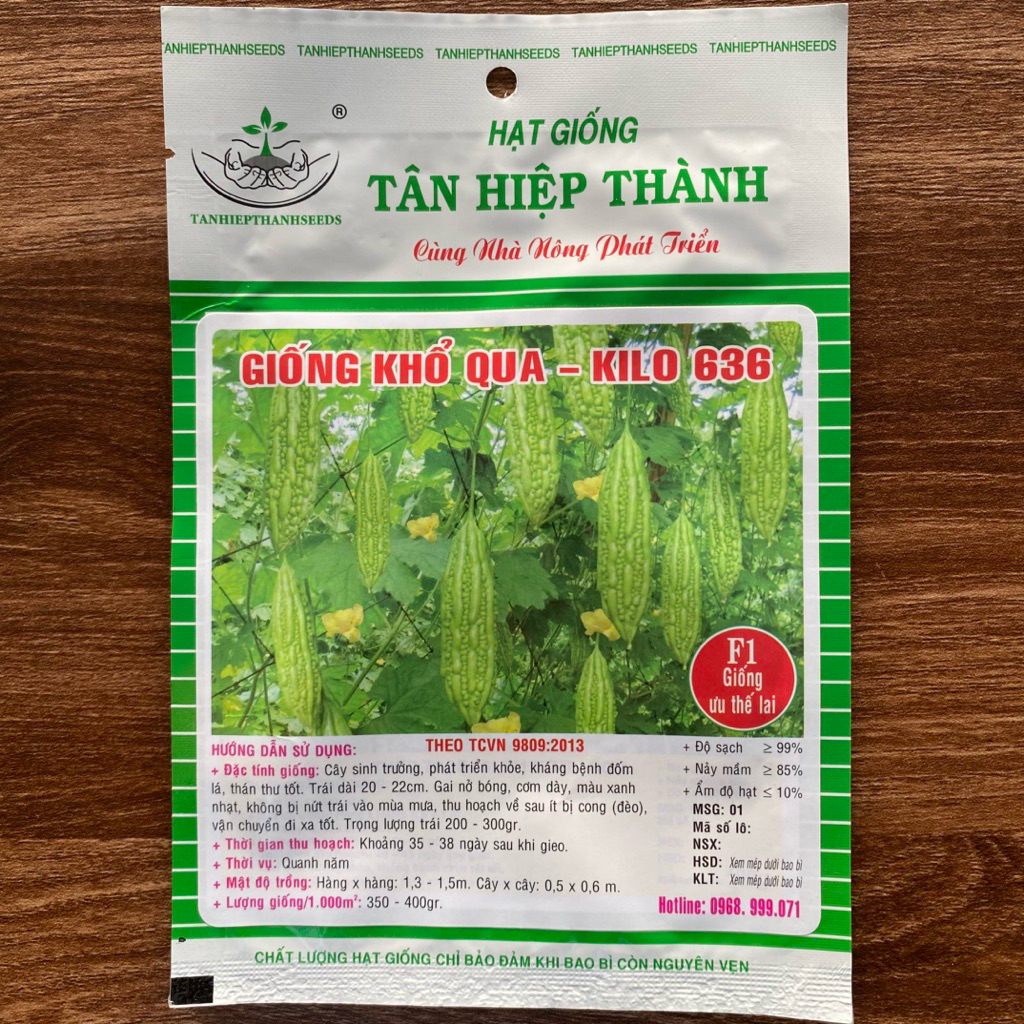 TANHIEPTHANHSEEDS TANHIEPTHANHSEEDS TANHIEPTHANHSEEDS TANHIEPTHANHSEEDS TANHIEPTHANHSEEDS
®
HẠT GIỐNG
TÂN HIỆP THÀNH
TANHIEPTHANHSEEDS
Cùng Nhà Nông Phát Triển
GIỐNG KHỔ QUA – KILO 636
F1
Giống
ưu thế lai
HƯỚNG DẪN SỬ DỤNG: THEO TCVN 9809:2013
+ Đặc tính giống: Cây sinh trưởng, phát triển khỏe, kháng bệnh đốm
lá, thán thư tốt. Trái dài 20 - 22cm. Gai nở bóng, cơm dày, màu xanh
nhạt, không bị nứt trái vào mùa mưa, thu hoạch về sau ít bị cong (đèo),
vận chuyển đi xa tốt. Trọng lượng trái 200 - 300gr.
+ Thời gian thu hoạch: Khoảng 35 - 38 ngày sau khi gieo.
+ Thời vụ: Quanh năm
+ Mật độ trồng: Hàng x hàng: 1,3 - 1,5m. Cây x cây: 0,5 x 0,6 m.
+ Lượng giống/1.000m²: 350 - 400gr.
+ Độ sạch ≥ 99%
+ Nảy mầm ≥ 85%
+ Ẩm độ hạt ≤ 10%
MSG: 01
Mã số lô:
NSX:
HSD: Xem mép dưới bao bì
KLT: Xem mép dưới bao bì
Hotline: 0968. 999.071
CHẤT LƯỢNG HẠT GIỐNG CHỈ BẢO ĐẢM KHI BAO BÌ CÒN NGUYÊN VẸN